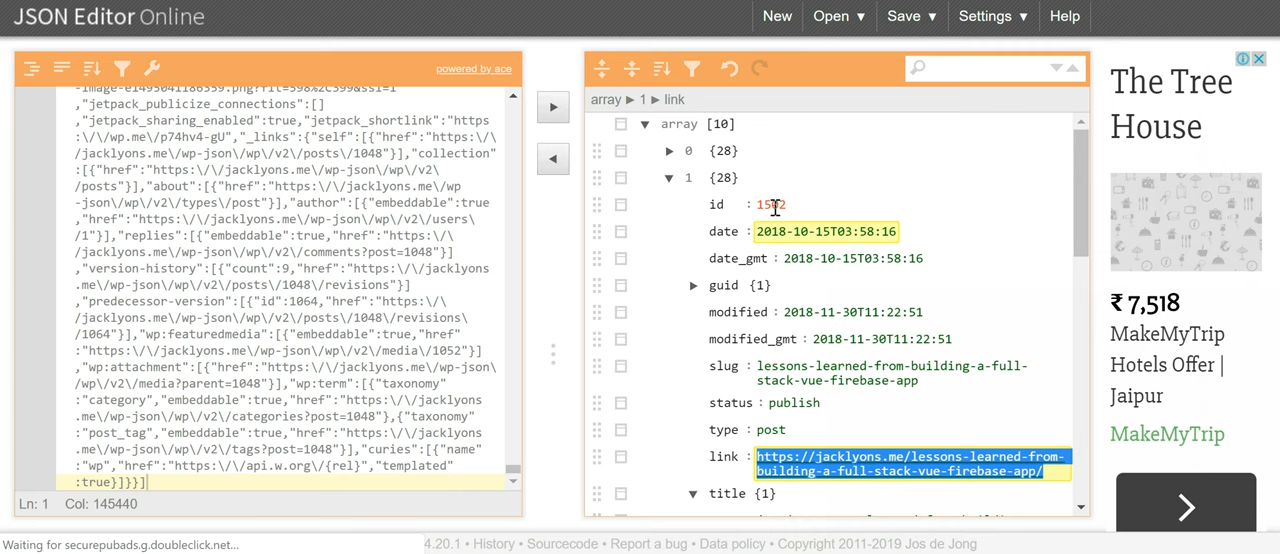 JSON Editor Online
New
Open ▼
Save ▼
Settings ▼
Help
powered by ace
-image-e1495041186359.png?fit=598%2C399&ssl=1"
,"jetpack_publicize_connections":[]
,"jetpack_sharing_enabled":true,"jetpack_shortlink":"https
:\/\/wp.me\/p74hv4-gU","_links":{"self":[{"href":"https:\/\
/jacklyons.me\/wp-json\/wp\/v2\/posts\/1048"}],"collection"
:[{"href":"https:\/\/jacklyons.me\/wp-json\/wp\/v2\
/posts"}],"about":[{"href":"https:\/\/jacklyons.me\/wp
-json\/wp\/v2\/types\/post"}],"author":[{"embeddable":true
,"href":"https:\/\/jacklyons.me\/wp-json\/wp\/v2\/users\
/1"}],"replies":[{"embeddable":true,"href":"https:\/\
/jacklyons.me\/wp-json\/wp\/v2\/comments?post=1048"}]
,"version-history":[{"count":9,"href":"https:\/\/jacklyons
.me\/wp-json\/wp\/v2\/posts\/1048\/revisions"}]
,"predecessor-version":[{"id":1064,"href":"https:\/\
/jacklyons.me\/wp-json\/wp\/v2\/posts\/1048\/revisions
\/1064"}],"wp:featuredmedia":[{"embeddable":true,"href"
:"https:\/\/jacklyons.me\/wp-json\/wp\/v2\/media\/1052"}]
,"wp:attachment":[{"href":"https:\/\/jacklyons.me\/wp-json\
/wp\/v2\/media?parent=1048"}],"wp:term":[{"taxonomy"
:"category","embeddable":true,"href":"https:\/\/jacklyons
.me\/wp-json\/wp\/v2\/categories?post=1048"},{"taxonomy"
:"post_tag","embeddable":true,"href":"https:\/\/jacklyons
.me\/wp-json\/wp\/v2\/tags?post=1048"}],"curies":[{"name"
:"wp","href":"https:\/\/api.w.org\/{rel}","templated"
:true}]}}]
Ln: 1 Col: 145440
array ► 1 ► link
array [10]
0 {28}
1 {28}
id : 1502
date : 2018-10-15T03:58:16
date_gmt : 2018-10-15T03:58:16
guid {1}
modified : 2018-11-30T11:22:51
modified_gmt : 2018-11-30T11:22:51
slug : lessons-learned-from-building-a-full-
stack-vue-firebase-app
status : publish
type : post
link : https://jacklyons.me/lessons-learned-from-
building-a-full-stack-vue-firebase-app/
title {1}
The Tree
House
₹ 7,518
MakeMyTrip
Hotels Offer |
Jaipur
MakeMyTrip
Waiting for securepubads.g.doubleclick.net...
4.20.1 • History • Sourcecode • Report a bug • Data policy • Copyright 2011-2019 Jos de Jong